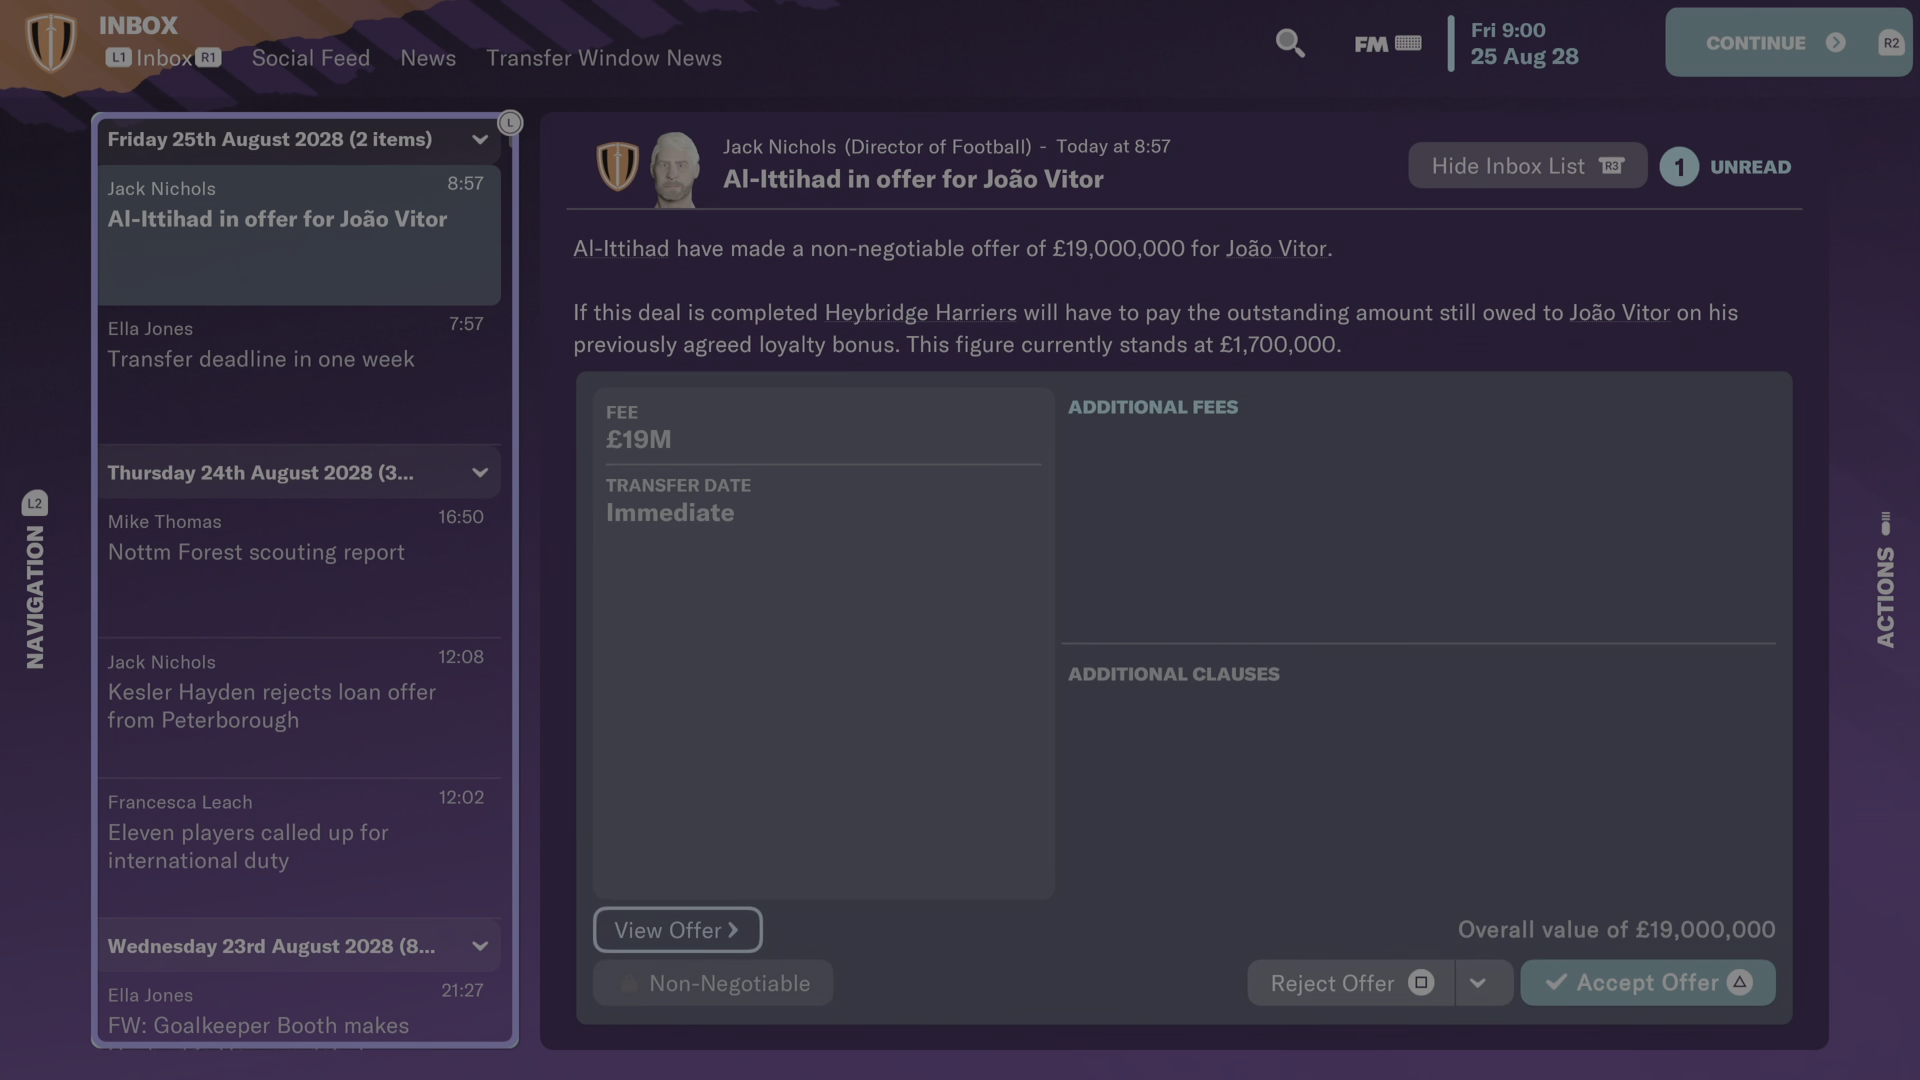 INBOX
L1 Inbox R1 Social Feed News Transfer Window News
FM
Fri 9:00
25 Aug 28
CONTINUE R2
L
Friday 25th August 2028 (2 items)
Jack Nichols 8:57
Al-Ittihad in offer for João Vitor
Ella Jones 7:57
Transfer deadline in one week
Thursday 24th August 2028 (3...
Mike Thomas 16:50
Nottm Forest scouting report
Jack Nichols 12:08
Kesler Hayden rejects loan offer
from Peterborough
Francesca Leach 12:02
Eleven players called up for
international duty
Wednesday 23rd August 2028 (8...
Ella Jones 21:27
FW: Goalkeeper Booth makes
L2
NAVIGATION
Jack Nichols (Director of Football) - Today at 8:57
Al-Ittihad in offer for João Vitor
Hide Inbox List R3
1 UNREAD
Al-Ittihad have made a non-negotiable offer of £19,000,000 for João Vitor.
If this deal is completed Heybridge Harriers will have to pay the outstanding amount still owed to João Vitor on his
previously agreed loyalty bonus. This figure currently stands at £1,700,000.
FEE
£19M
TRANSFER DATE
Immediate
ADDITIONAL FEES
ADDITIONAL CLAUSES
View Offer
Overall value of £19,000,000
Non-Negotiable
Reject Offer
Accept Offer
ACTIONS